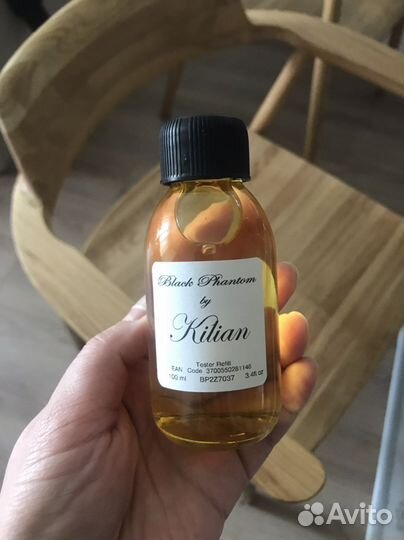 Black Phantom
by
Kilian
Tester Refill
EAN Code 3700550281146
100 ml BP2Z7037 3.4fl oz
Avito